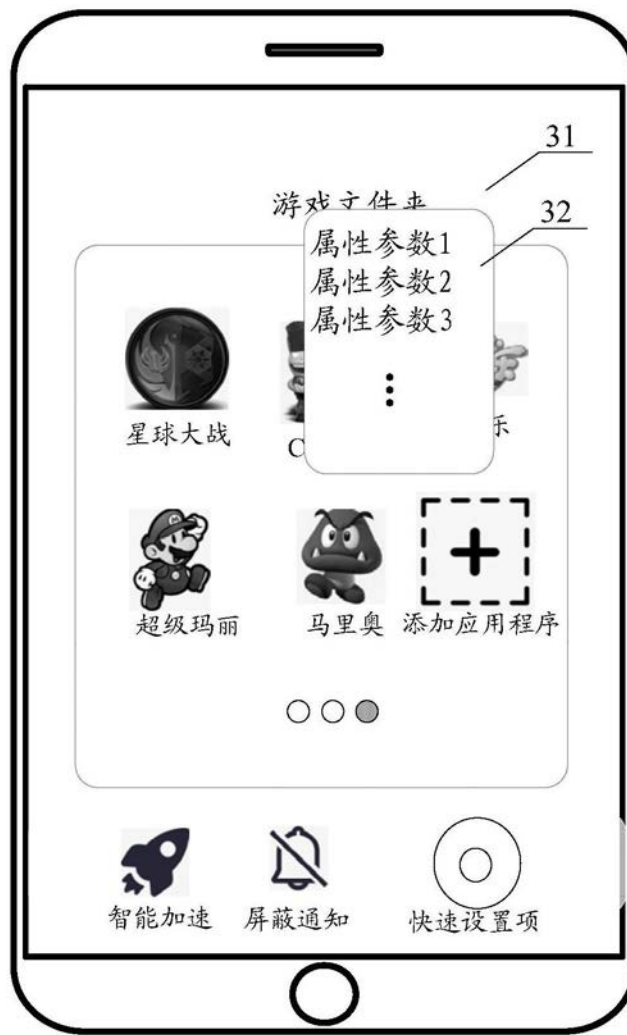 31
游戏文件夹
32
属性参数1
属性参数2
属性参数3
星球大战
C
乐
超级玛丽
马里奥
添加应用程序
智能加速
屏蔽通知
快速设置项